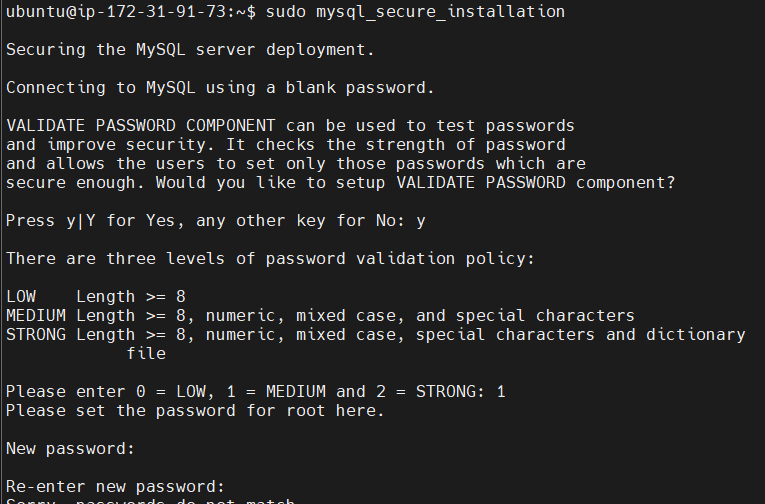 ubuntu@ip-172-31-91-73:~$ sudo mysql_secure_installation
Securing the MySQL server deployment.
Connecting to MySQL using a blank password.
VALIDATE PASSWORD COMPONENT can be used to test passwords
and improve security. It checks the strength of password
and allows the users to set only those passwords which are
secure enough. Would you like to setup VALIDATE PASSWORD component?
Press y|Y for Yes, any other key for No: y
There are three levels of password validation policy:
LOW    Length >= 8
MEDIUM Length >= 8, numeric, mixed case, and special characters
STRONG Length >= 8, numeric, mixed case, special characters and dictionary
            file
Please enter 0 = LOW, 1 = MEDIUM and 2 = STRONG: 1
Please set the password for root here.
New password:
Re-enter new password:
Sorry, passwords do not match.